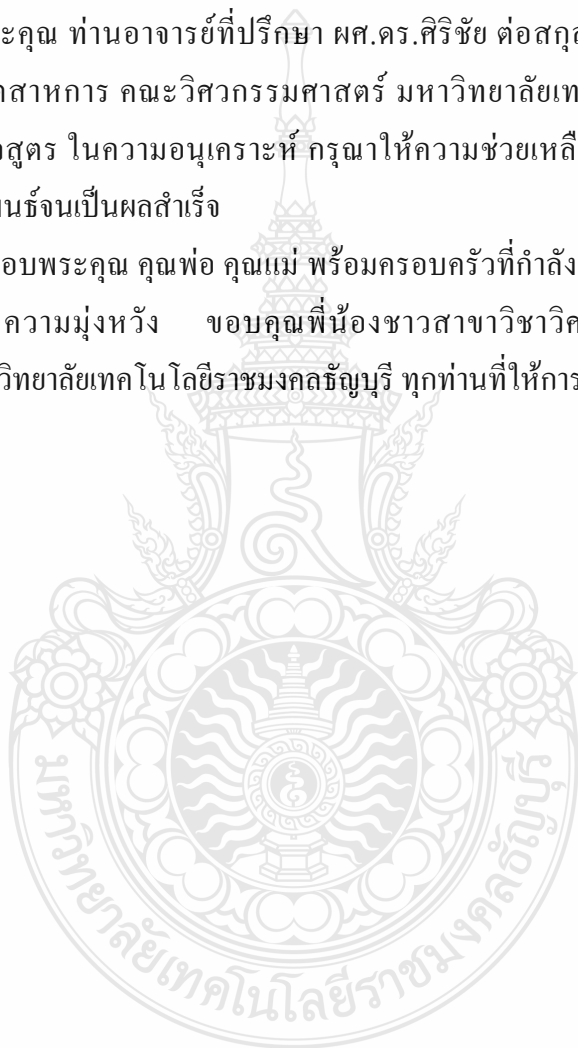 ะคุณ ท่านอาจารย์ที่ปรึกษา ผศ.ดร.ศิริชัย ต่อสกุล
สาหการ คณะวิศวกรรมศาสตร์ มหาวิทยาลัยเท
สูตร ในความอนุเคราะห์ กรุณาให้ความช่วยเหลื
นธ์จนเป็นผลสำเร็จ
อบพระคุณ คุณพ่อ คุณแม่ พร้อมครอบครัวที่กำลัง
ความมุ่งหวัง ขอบคุณพี่น้องชาวสาขาวิชาวิศ
วิทยาลัยเทคโนโลยีราชมงคลธัญบุรี ทุกท่านที่ให้การ
มหาวิทยาลัยเทคโนโลยีราชมงคลธัญบุรี